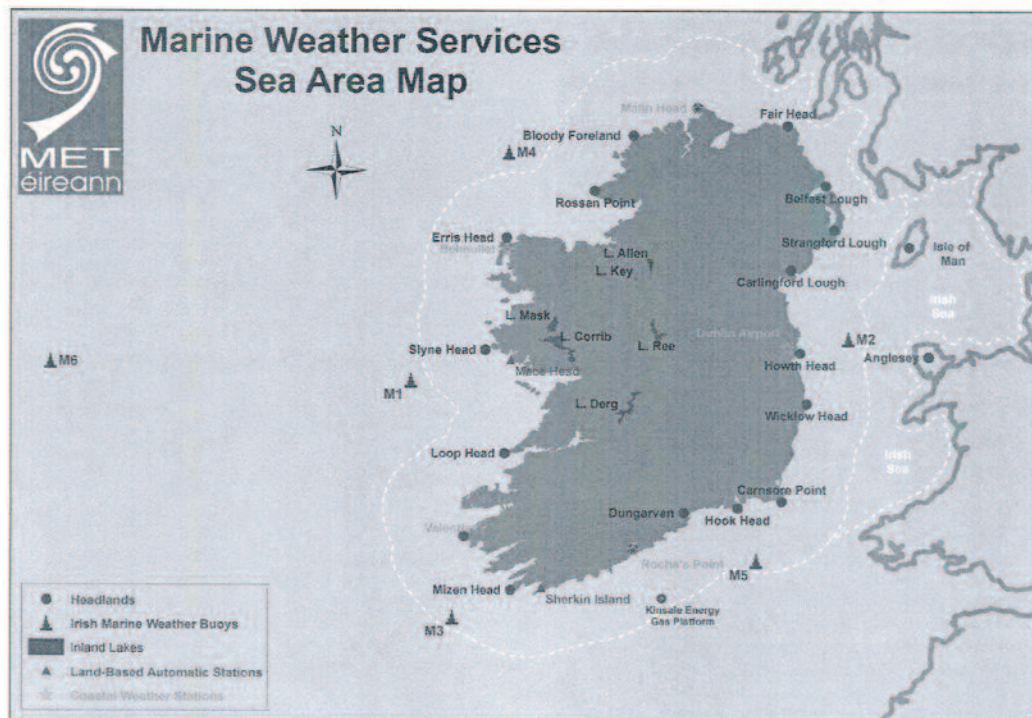 Marine Weather Services
Sea Area Map
MET
éireann
N
Malin Head
Fair Head
Bloody Foreland
M4
Rossan Point
Belfast Lough
Erris Head
Belmullet
Strangford Lough
Isle of
Man
L. Allen
L. Key
Carlingford Lough
Irish
Sea
L. Mask
L. Corrib
Dublin Airport
M2
Slyne Head
L. Ree
Anglesey
M6
Mace Head
Howth Head
M1
L. Derg
Wicklow Head
Loop Head
Irish
Sea
Carnsore Point
Dungarven
Hook Head
Valentia
Roche's Point
M5
Mizen Head
Sherkin Island
Kinsale Energy
Gas Platform
M3
Headlands
Irish Marine Weather Buoys
Inland Lakes
Land-Based Automatic Stations
Coastal Weather Stations